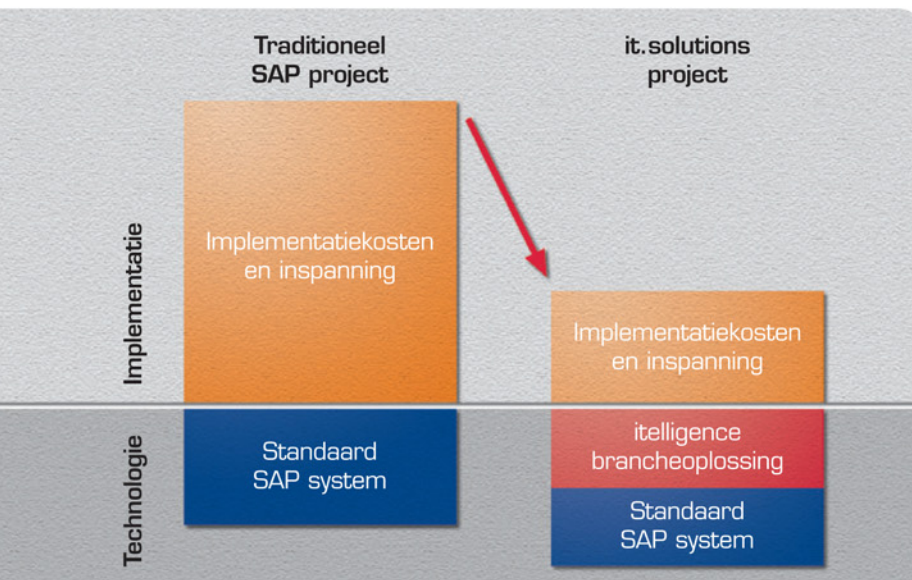 Traditioneel
SAP project
it.solutions
project
Implementatie
Implementatiekosten
en inspanning
Implementatiekosten
en inspanning
Technologie
Standaard
SAP system
itelligence
brancheoplossing
Standaard
SAP system